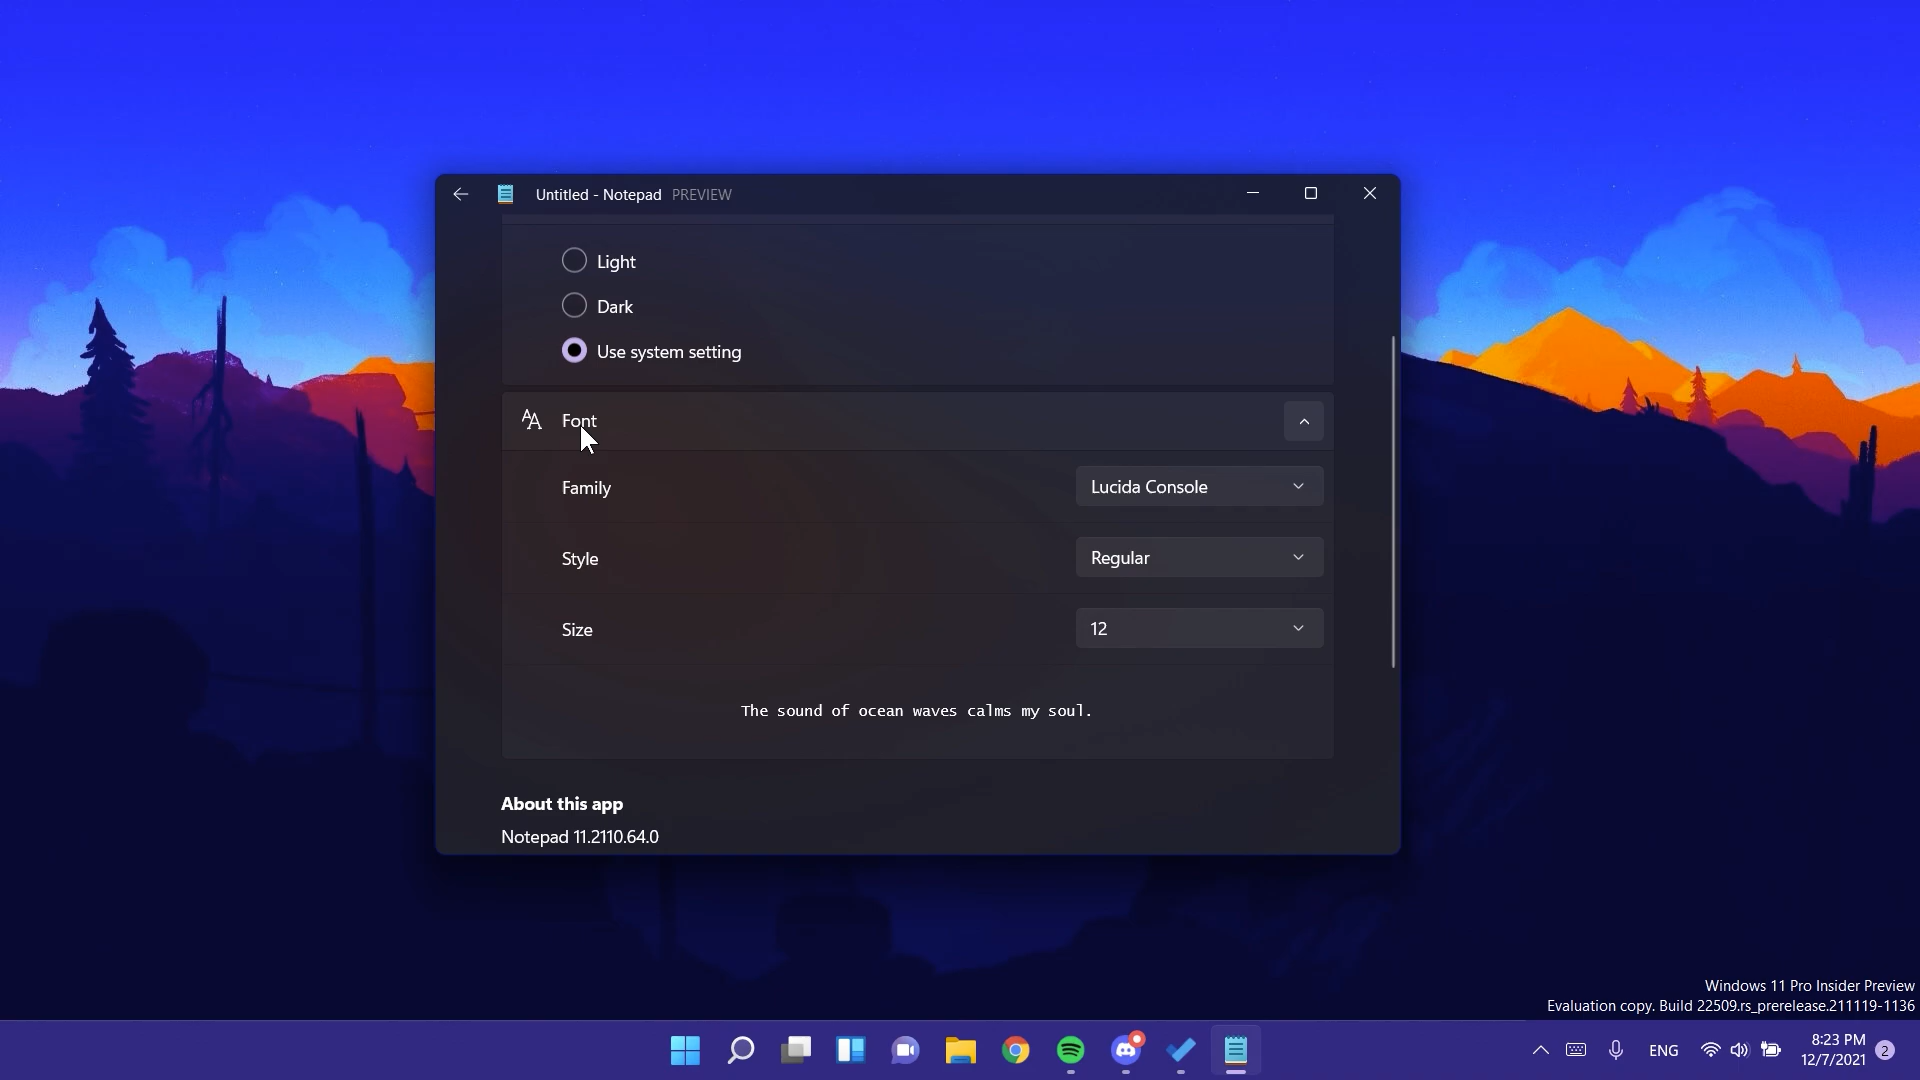 Untitled - Notepad PREVIEW
Light
Dark
Use system setting
Font
Family
Lucida Console
Style
Regular
Size
12
The sound of ocean waves calms my soul.
About this app
Notepad 11.2110.64.0
Windows 11 Pro Insider Preview
Evaluation copy. Build 22509.rs_prerelease.211119-1136
ENG
8:23 PM
12/7/2021
2